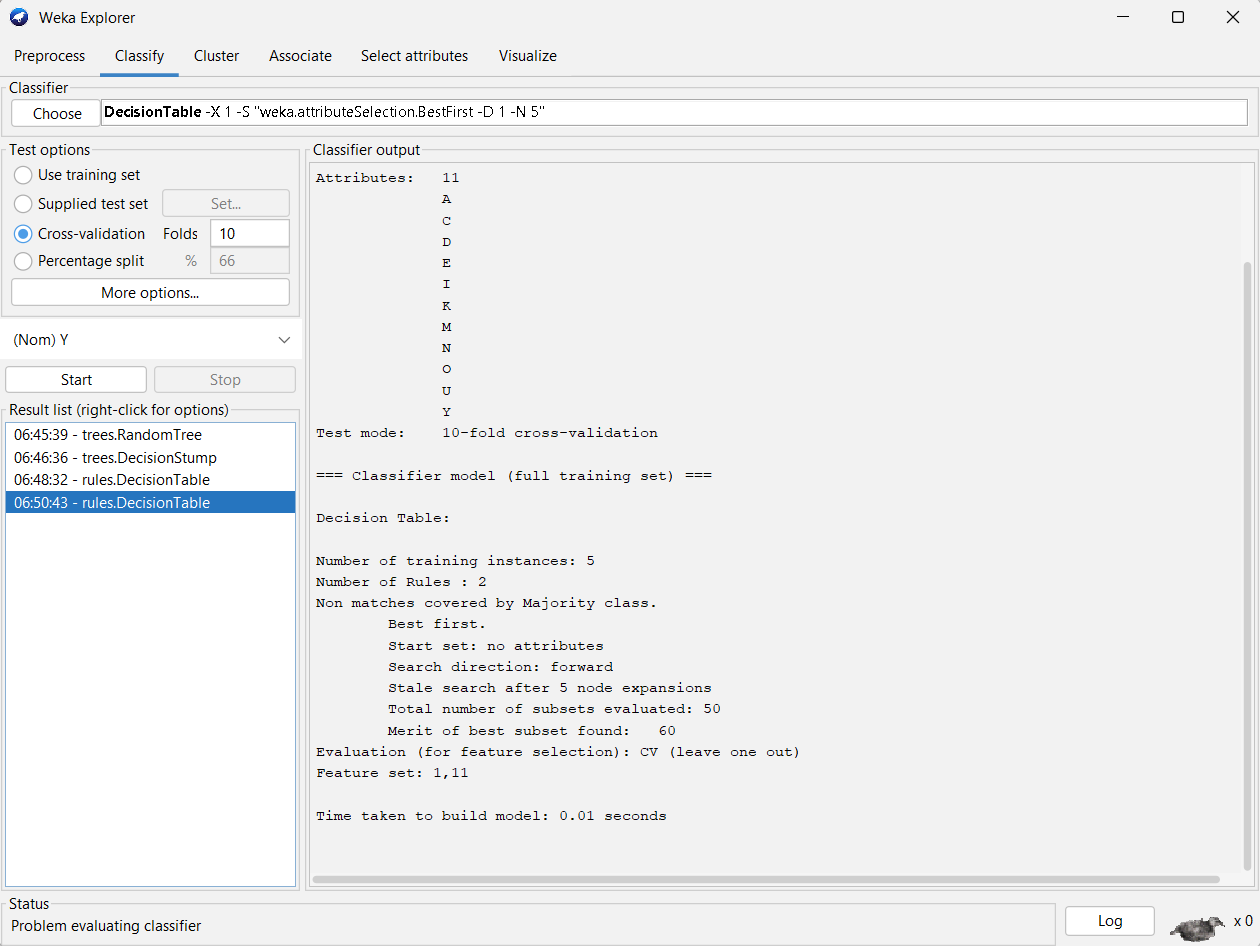 Weka Explorer
Preprocess Classify Cluster Associate Select attributes Visualize
Classifier
Choose DecisionTable -X 1 -S "weka.attributeSelection.BestFirst -D 1 -N 5"
Test options
Use training set
Supplied test set Set...
Cross-validation Folds 10
Percentage split % 66
More options...
(Nom) Y
Start Stop
Result list (right-click for options)
06:45:39 - trees.RandomTree
06:46:36 - trees.DecisionStump
06:48:32 - rules.DecisionTable
06:50:43 - rules.DecisionTable
Classifier output
Attributes: 11
A
C
D
E
I
K
M
N
O
U
Y
Test mode: 10-fold cross-validation
=== Classifier model (full training set) ===
Decision Table:
Number of training instances: 5
Number of Rules : 2
Non matches covered by Majority class.
Best first.
Start set: no attributes
Search direction: forward
Stale search after 5 node expansions
Total number of subsets evaluated: 50
Merit of best subset found: 60
Evaluation (for feature selection): CV (leave one out)
Feature set: 1,11
Time taken to build model: 0.01 seconds
Status
Problem evaluating classifier
Log
x 0